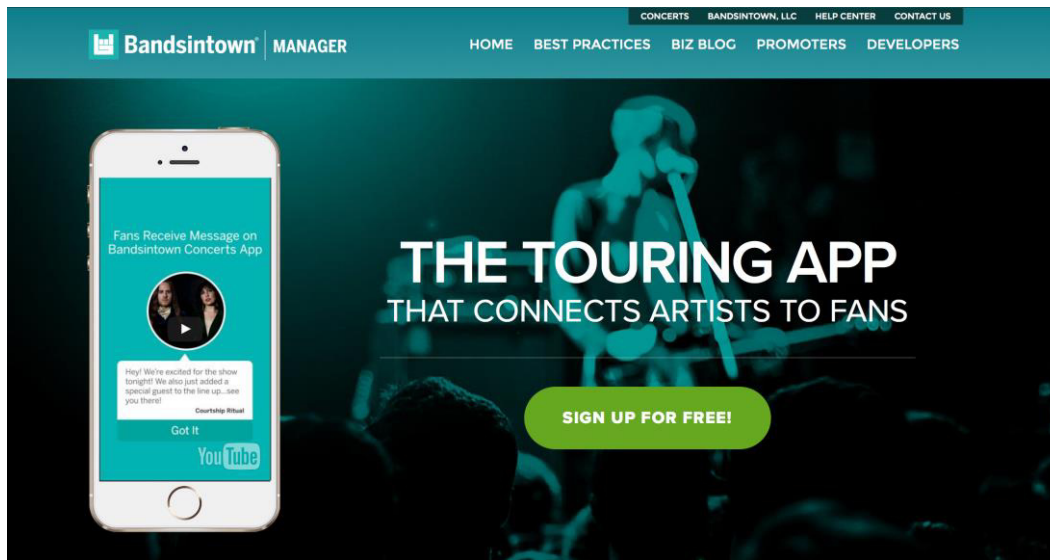 CONCERTS BANDSINTOWN, LLC HELP CENTER CONTACT US
Bandsintown® MANAGER
HOME BEST PRACTICES BIZ BLOG PROMOTERS DEVELOPERS
Fans Receive Message on
Bandsintown Concerts App
Hey! We're excited for the show
tonight! We also just added a
special guest to the line up...see
you there!
Courtship Ritual
Got It
YouTube
THE TOURING APP
THAT CONNECTS ARTISTS TO FANS
SIGN UP FOR FREE!